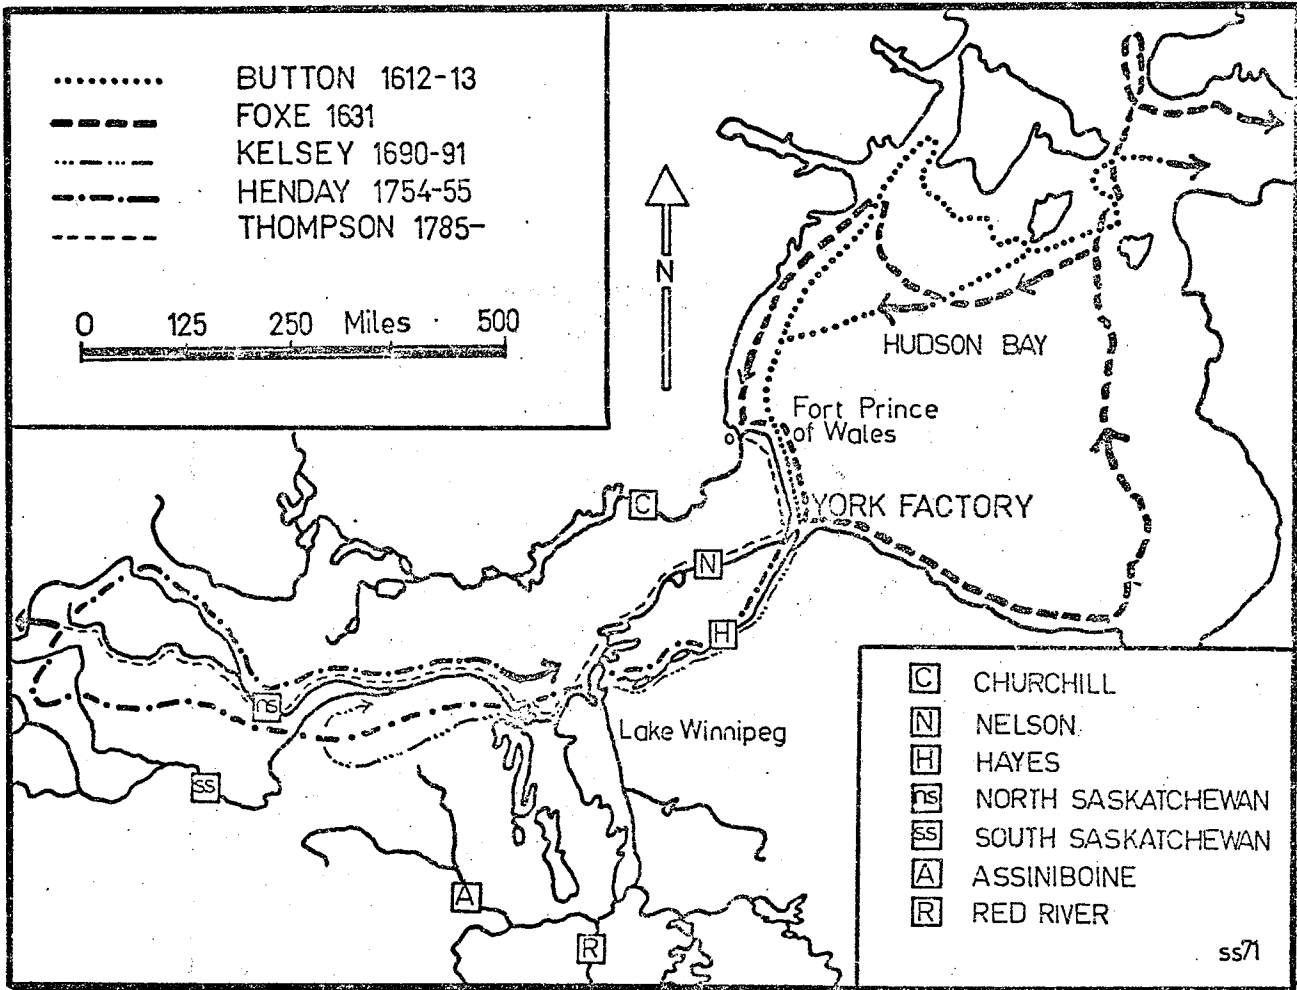 BUTTON 1612-13
FOXE 1631
KELSEY 1690-91
HENDAY 1754-55
THOMPSON 1785-
0 125 250 Miles 500
N
HUDSON BAY
Fort Prince
of Wales
YORK FACTORY
C
N
H
ns
Lake Winnipeg
ss
A
R
C CHURCHILL
N NELSON
H HAYES
ns NORTH SASKATCHEWAN
ss SOUTH SASKATCHEWAN
A ASSINIBOINE
R RED RIVER
ss71